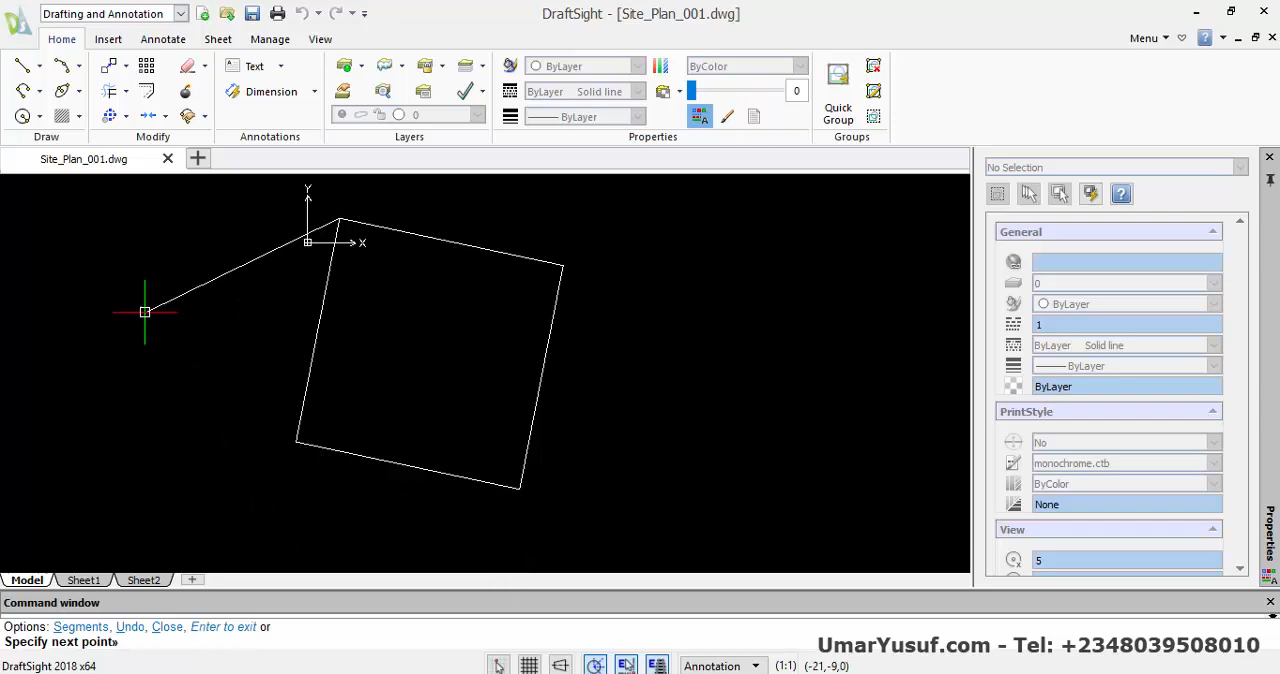 Drafting and Annotation
DraftSight - [Site_Plan_001.dwg]
Home Insert Annotate Sheet Manage View
Menu
Text
Dimension
Draw Modify Annotations Layers Properties Groups
0
ByLayer
ByLayer Solid line
ByLayer
ByColor
0
Quick
Group
Site_Plan_001.dwg
Y
X
No Selection
General
0
ByLayer
1
ByLayer Solid line
ByLayer
ByLayer
PrintStyle
No
monochrome.ctb
ByColor
None
View
5
Properties
Model Sheet1 Sheet2
Command window
Options: Segments, Undo, Close, Enter to exit or
Specify next point»
UmarYusuf.com - Tel: +2348039508010
DraftSight 2018 x64
Annotation (1:1) (-21,-9,0)